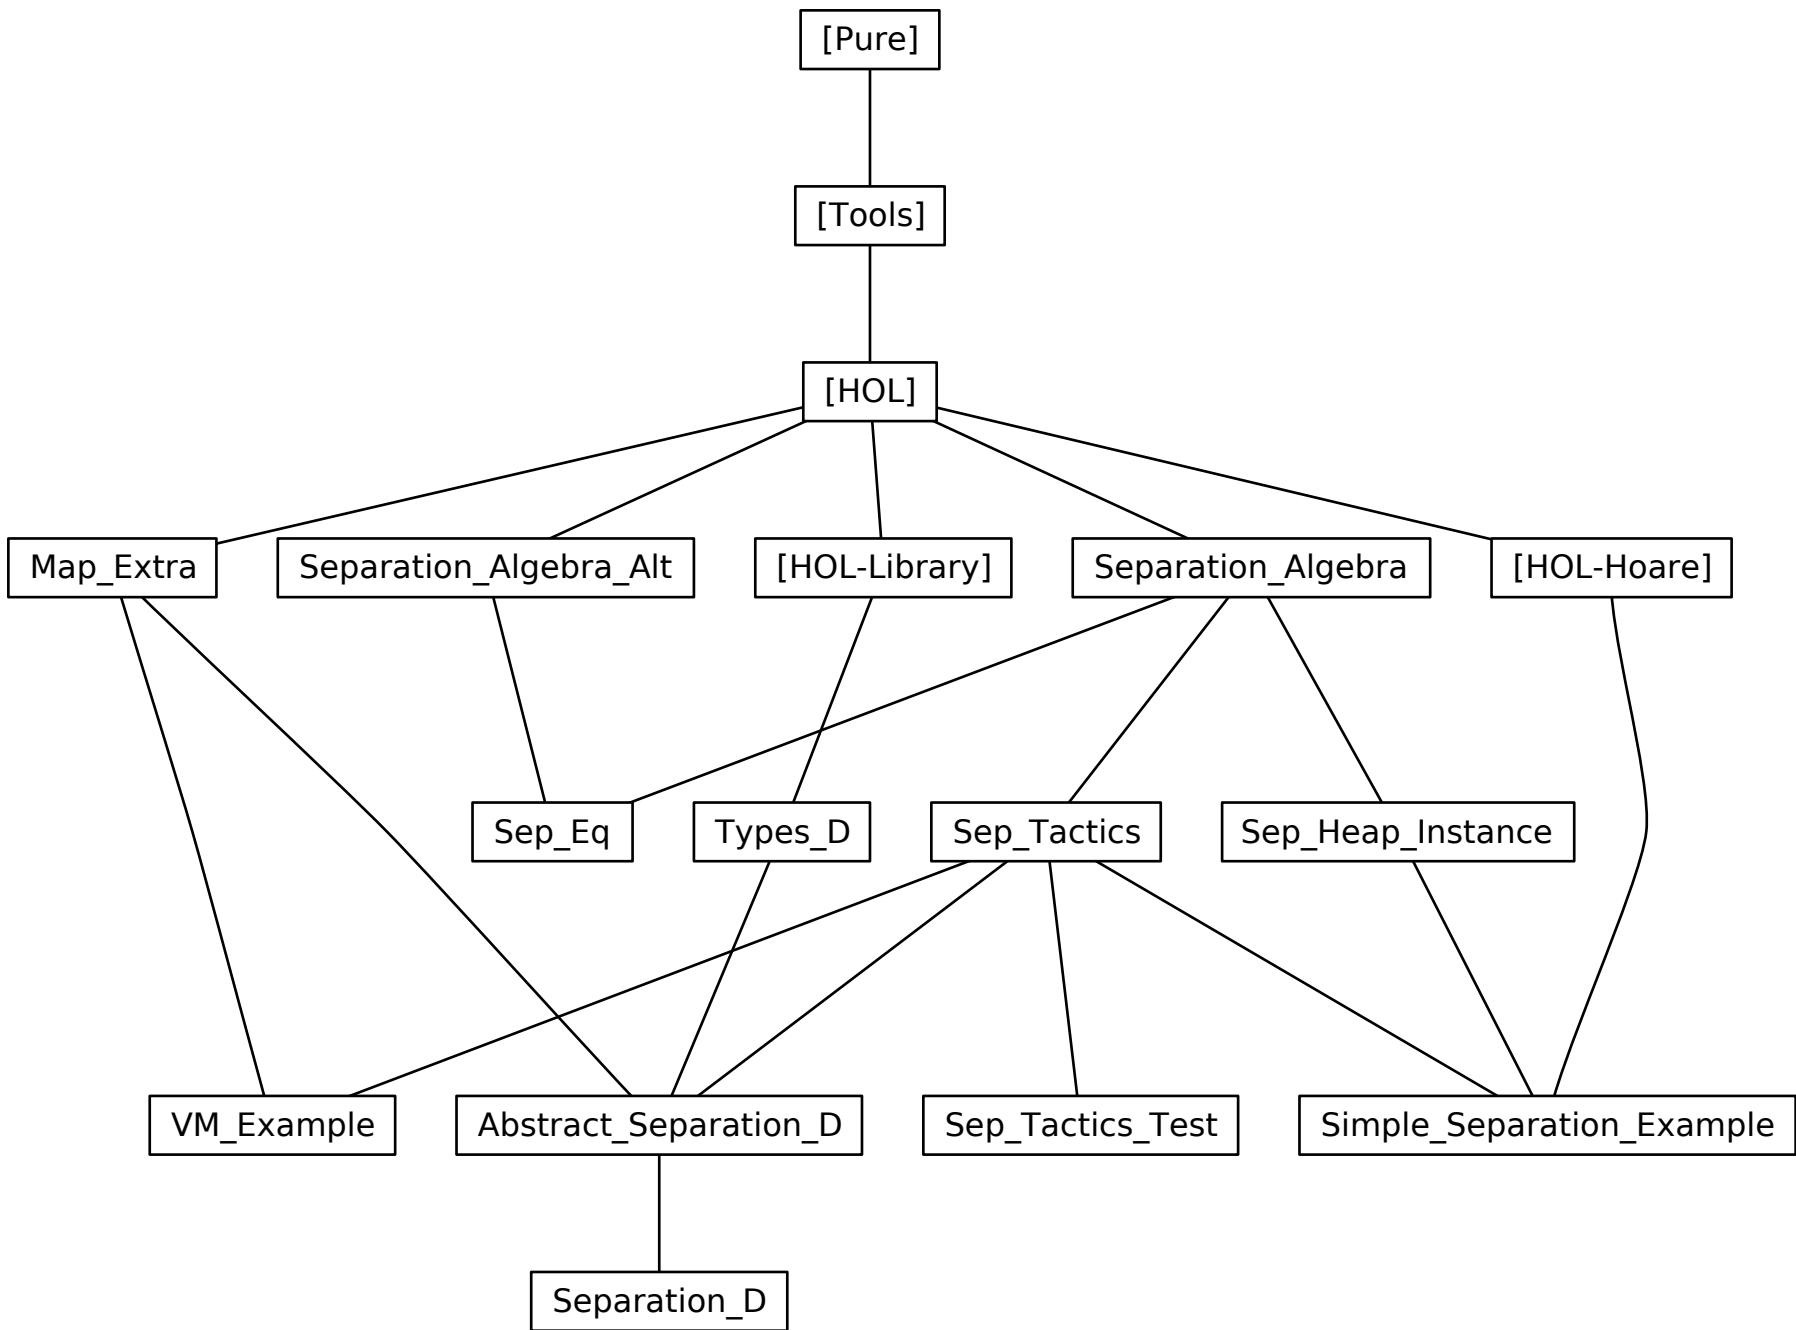 [Pure]
[Tools]
[HOL]
Map_Extra
Separation_Algebra_Alt
[HOL-Library]
Separation_Algebra
[HOL-Hoare]
Sep_Eq
Types_D
Sep_Tactics
Sep_Heap_Instance
VM_Example
Abstract_Separation_D
Sep_Tactics_Test
Simple_Separation_Example
Separation_D